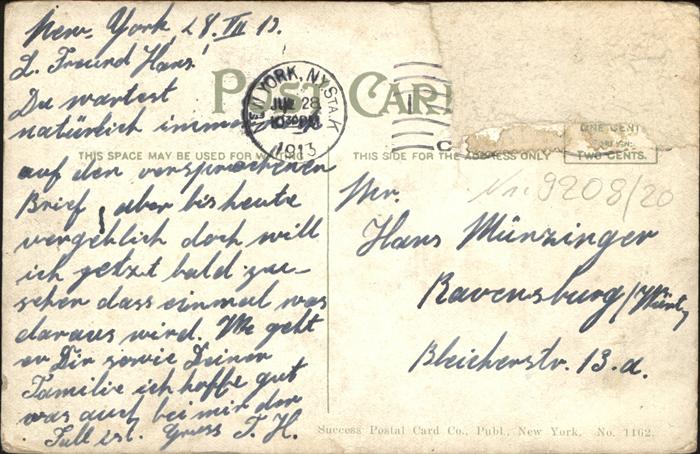 New-York, 28. VII 13.
L. Freund Hans!
Du wartest
natürlich immer
auf den versprochenen
Brief, aber bis heute
vergeblich doch will
ich jetzt bald zu-
sehen dass einmal was
daraus wird. Wie geht
es Dir sowie Deiner
Familie ich hoffe gut
was auch bei mir der
Fall ist. Gruss T. H.
POST CARD
NEW YORK, N.Y. STA. K
28
1913
THIS SPACE MAY BE USED FOR WRITING
THIS SIDE FOR THE ADDRESS ONLY
ONE CENT
TWO CENTS.
Nr. 9208/20
Mr.
Hans Münzinger
Ravensburg/Württ
Bleicherstr. 13.a.
Success Postal Card Co., Publ., New York, No. 1162.